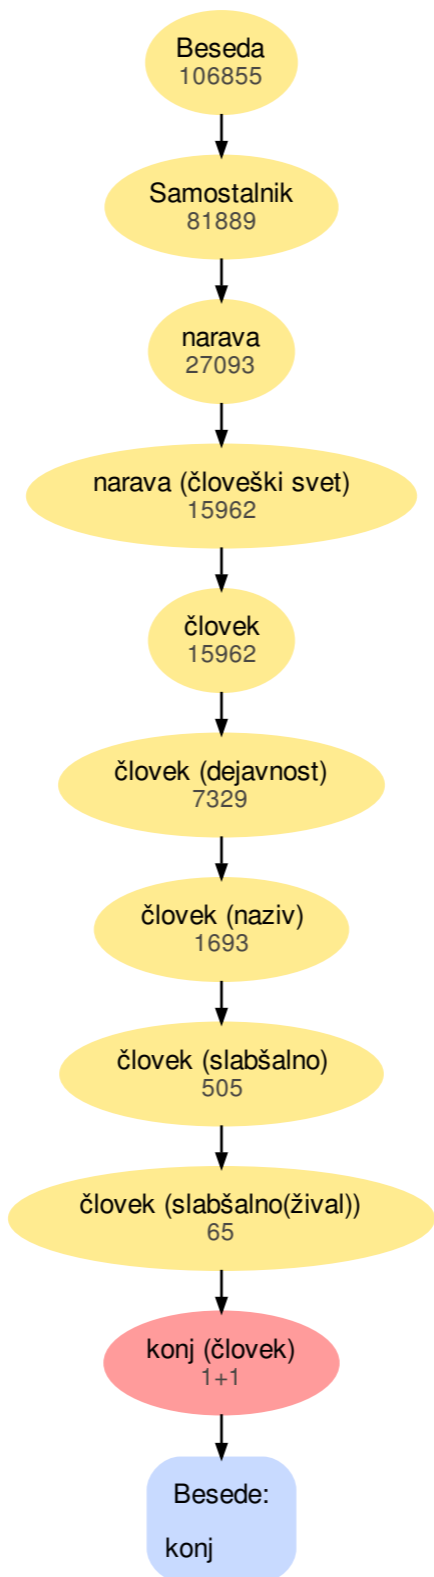 Beseda
106855
Samostalnik
81889
narava
27093
narava (človeški svet)
15962
človek
15962
človek (dejavnost)
7329
človek (naziv)
1693
človek (slabšalno)
505
človek (slabšalno(žival))
65
konj (človek)
1+1
Besede:
konj